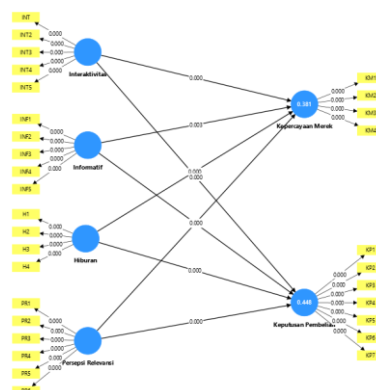 INT
INT2
INT3
INT4
INT5
0.000
0.000
0.000
0.000
0.000
Interaktivitas
INF1
INF2
INF3
INF4
INF5
0.000
0.000
0.000
0.000
0.000
Informatif
H1
H2
H3
H4
0.000
0.000
0.000
0.000
Hiburan
PR1
PR2
PR3
PR4
PR5
0.000
0.000
0.000
0.000
0.000
Persepsi Relevansi
0.000
0.003
0.000
0.000
0.000
0.000
0.000
0.381
Kepercayaan Merek
0.000
0.000
0.000
0.000
KM1
KM2
KM3
KM4
0.446
Keputusan Pembelian
0.000
0.000
0.000
0.000
0.000
0.000
0.000
KP1
KP2
KP3
KP4
KP5
KP6
KP7